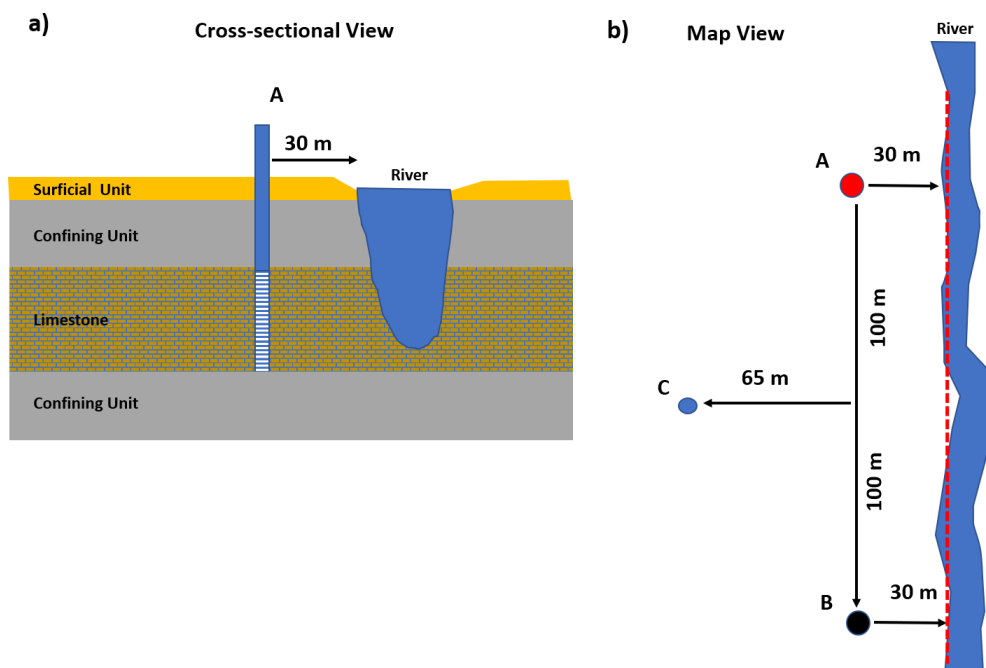 a)
Cross-sectional View
A
30 m
River
Surficial Unit
Confining Unit
Limestone
Confining Unit
b)
Map View
River
A
30 m
100 m
C
65 m
100 m
B
30 m